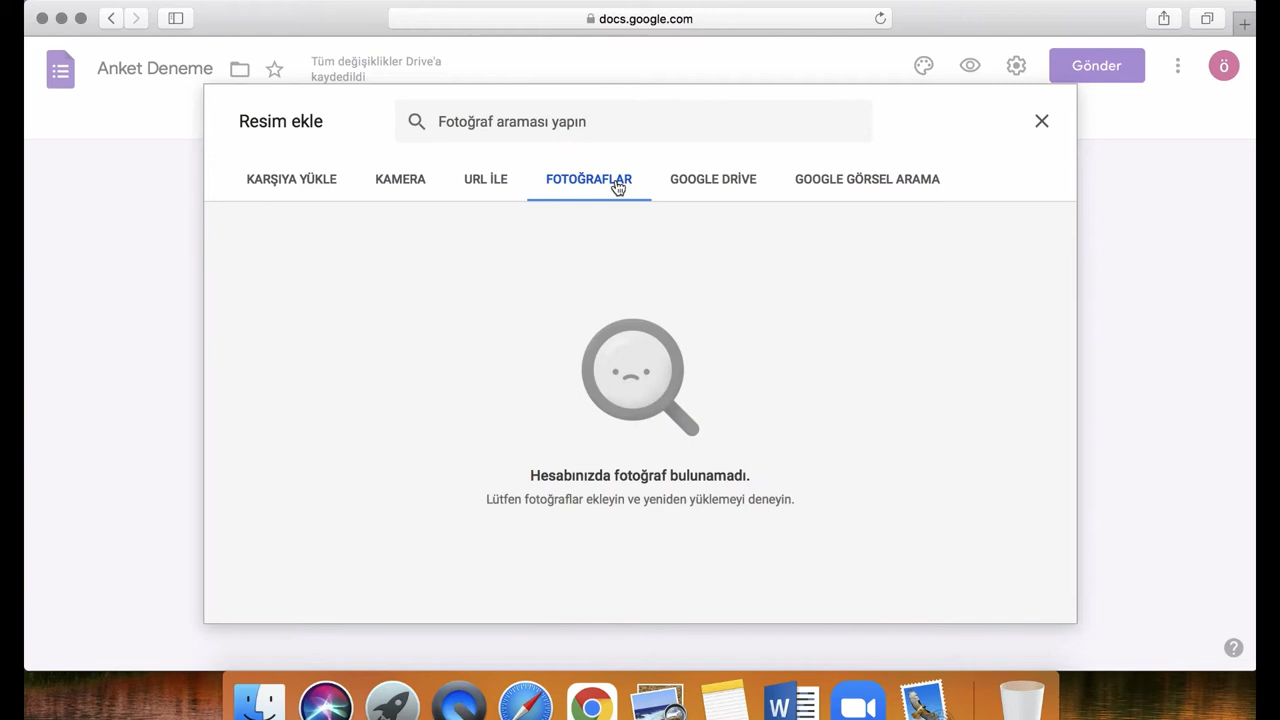 docs.google.com
Anket Deneme
Tüm değişiklikler Drive'a
kaydedildi
Gönder
ö
Resim ekle
Fotoğraf araması yapın
KARŞIYA YÜKLE
KAMERA
URL İLE
FOTOĞRAFLAR
GOOGLE DRİVE
GOOGLE GÖRSEL ARAMA
Hesabınızda fotoğraf bulunamadı.
Lütfen fotoğraflar ekleyin ve yeniden yüklemeyi deneyin.
W